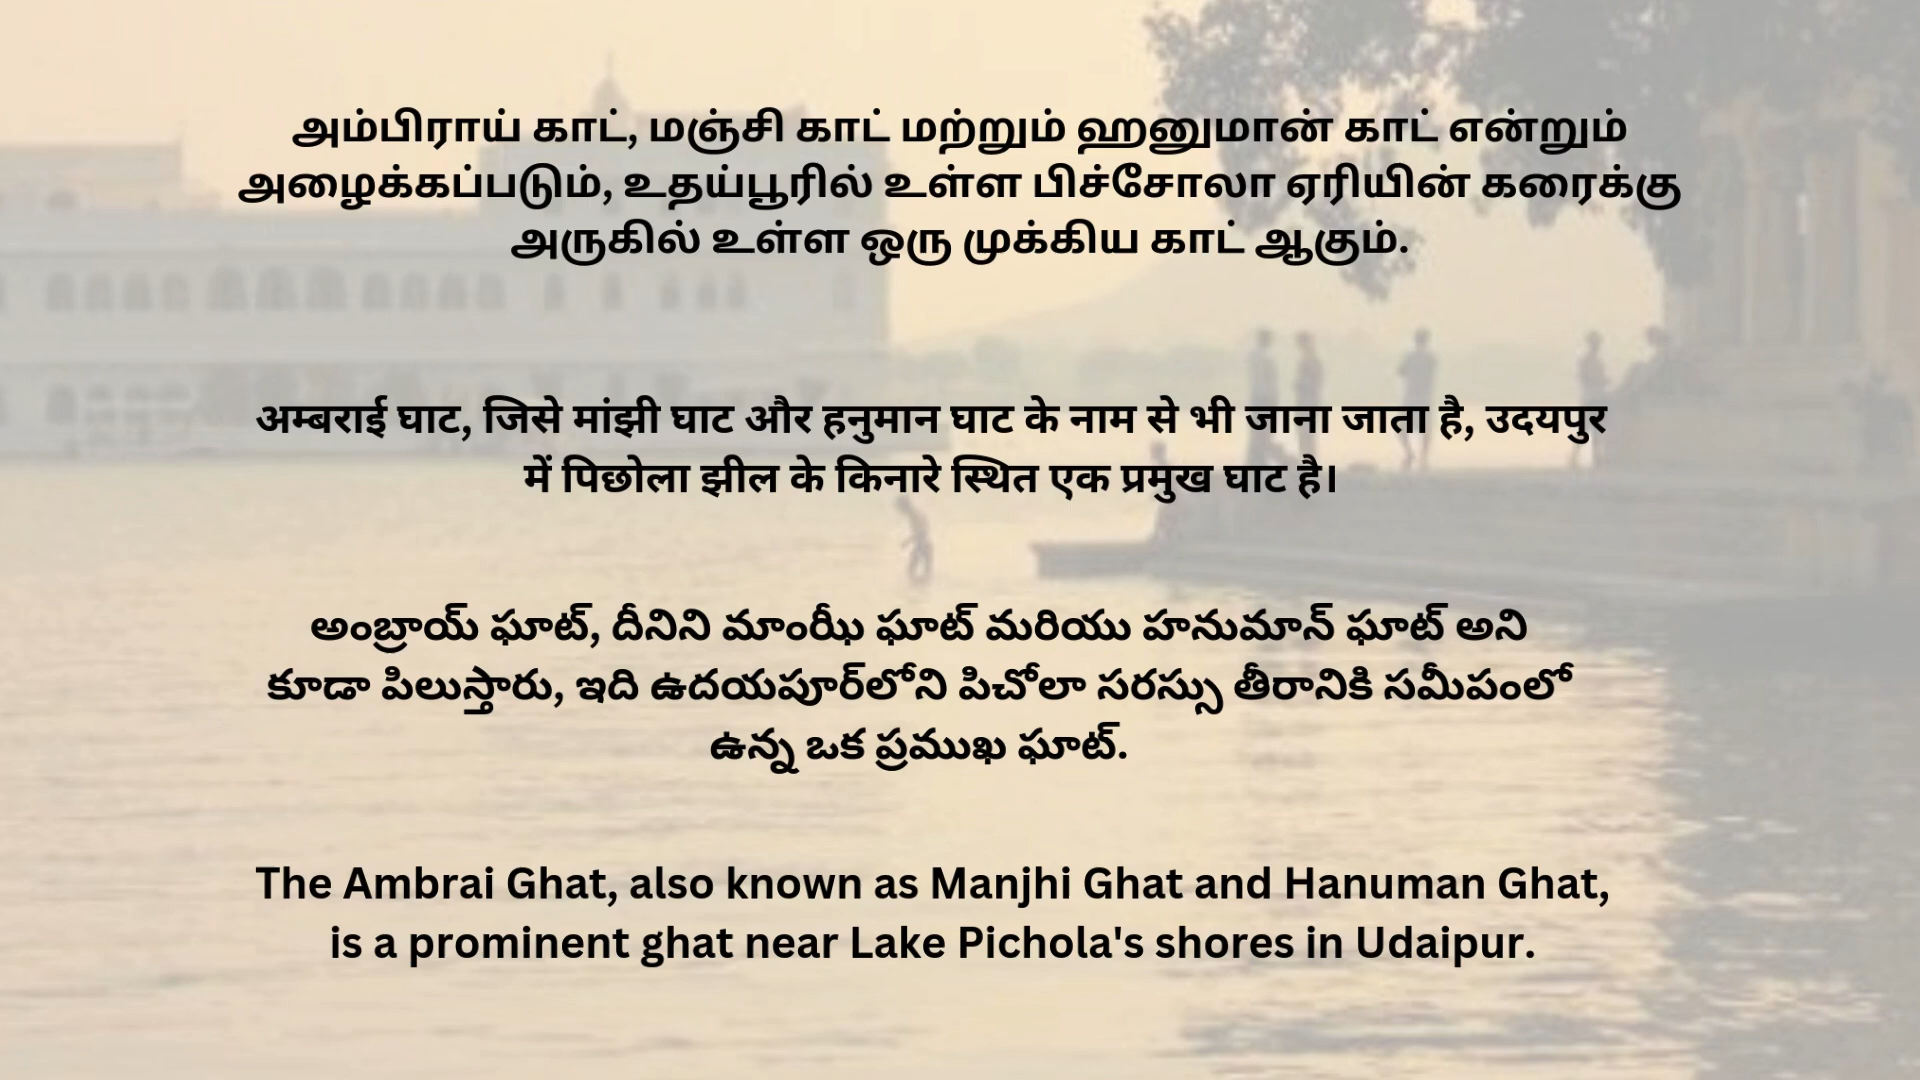 அம்பிராய் காட், மஞ்சி காட் மற்றும் ஹனுமான் காட் என்றும்
அழைக்கப்படும், உதய்பூரில் உள்ள பிச்சோலா ஏரியின் கரைக்கு
அருகில் உள்ள ஒரு முக்கிய காட் ஆகும்.
अम्बराई घाट, जिसे मांझी घाट और हनुमान घाट के नाम से भी जाना जाता है, उदयपुर
में पिछोला झील के किनारे स्थित एक प्रमुख घाट है।
అంబ్రాయ్ ఘాట్, దీనిని మాంఝీ ఘాట్ మరియు హనుమాన్ ఘాట్ అని
కూడా పిలుస్తారు, ఇది ఉదయపూర్‌లోని పిచోలా సరస్సు తీరానికి సమీపంలో
ఉన్న ఒక ప్రముఖ ఘాట్.
The Ambrai Ghat, also known as Manjhi Ghat and Hanuman Ghat,
is a prominent ghat near Lake Pichola's shores in Udaipur.